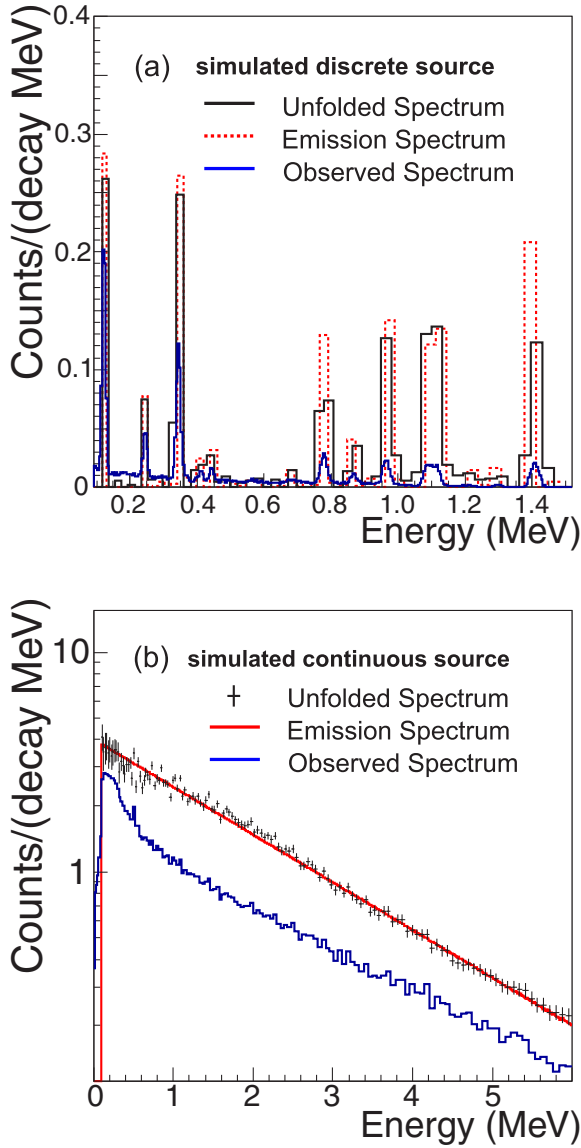 0.4
(a) simulated discrete source
Unfolded Spectrum
Emission Spectrum
Observed Spectrum
0.3
0.2
0.1
0
Counts/(decay MeV)
0.2 0.4 0.6 0.8 1.0 1.2 1.4
Energy (MeV)
(b) simulated continuous source
Unfolded Spectrum
Emission Spectrum
Observed Spectrum
10
1
Counts/(decay MeV)
0 1 2 3 4 5
Energy (MeV)